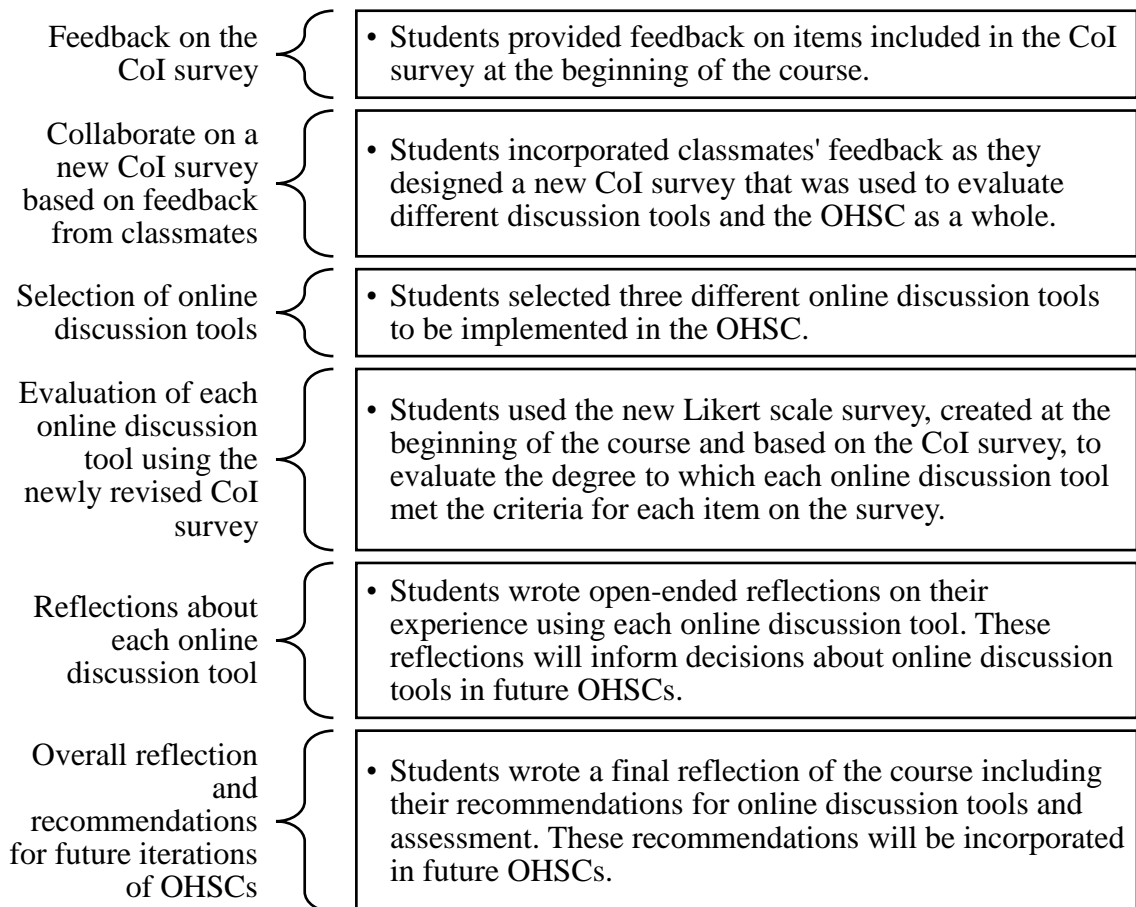 Feedback on the
CoI survey
• Students provided feedback on items included in the CoI
survey at the beginning of the course.
Collaborate on a
new CoI survey
based on feedback
from classmates
• Students incorporated classmates' feedback as they
designed a new CoI survey that was used to evaluate
different discussion tools and the OHSC as a whole.
Selection of online
discussion tools
• Students selected three different online discussion tools
to be implemented in the OHSC.
Evaluation of each
online discussion
tool using the
newly revised CoI
survey
• Students used the new Likert scale survey, created at the
beginning of the course and based on the CoI survey, to
evaluate the degree to which each online discussion tool
met the criteria for each item on the survey.
Reflections about
each online
discussion tool
• Students wrote open-ended reflections on their
experience using each online discussion tool. These
reflections will inform decisions about online discussion
tools in future OHSCs.
Overall reflection
and
recommendations
for future iterations
of OHSCs
• Students wrote a final reflection of the course including
their recommendations for online discussion tools and
assessment. These recommendations will be incorporated
in future OHSCs.